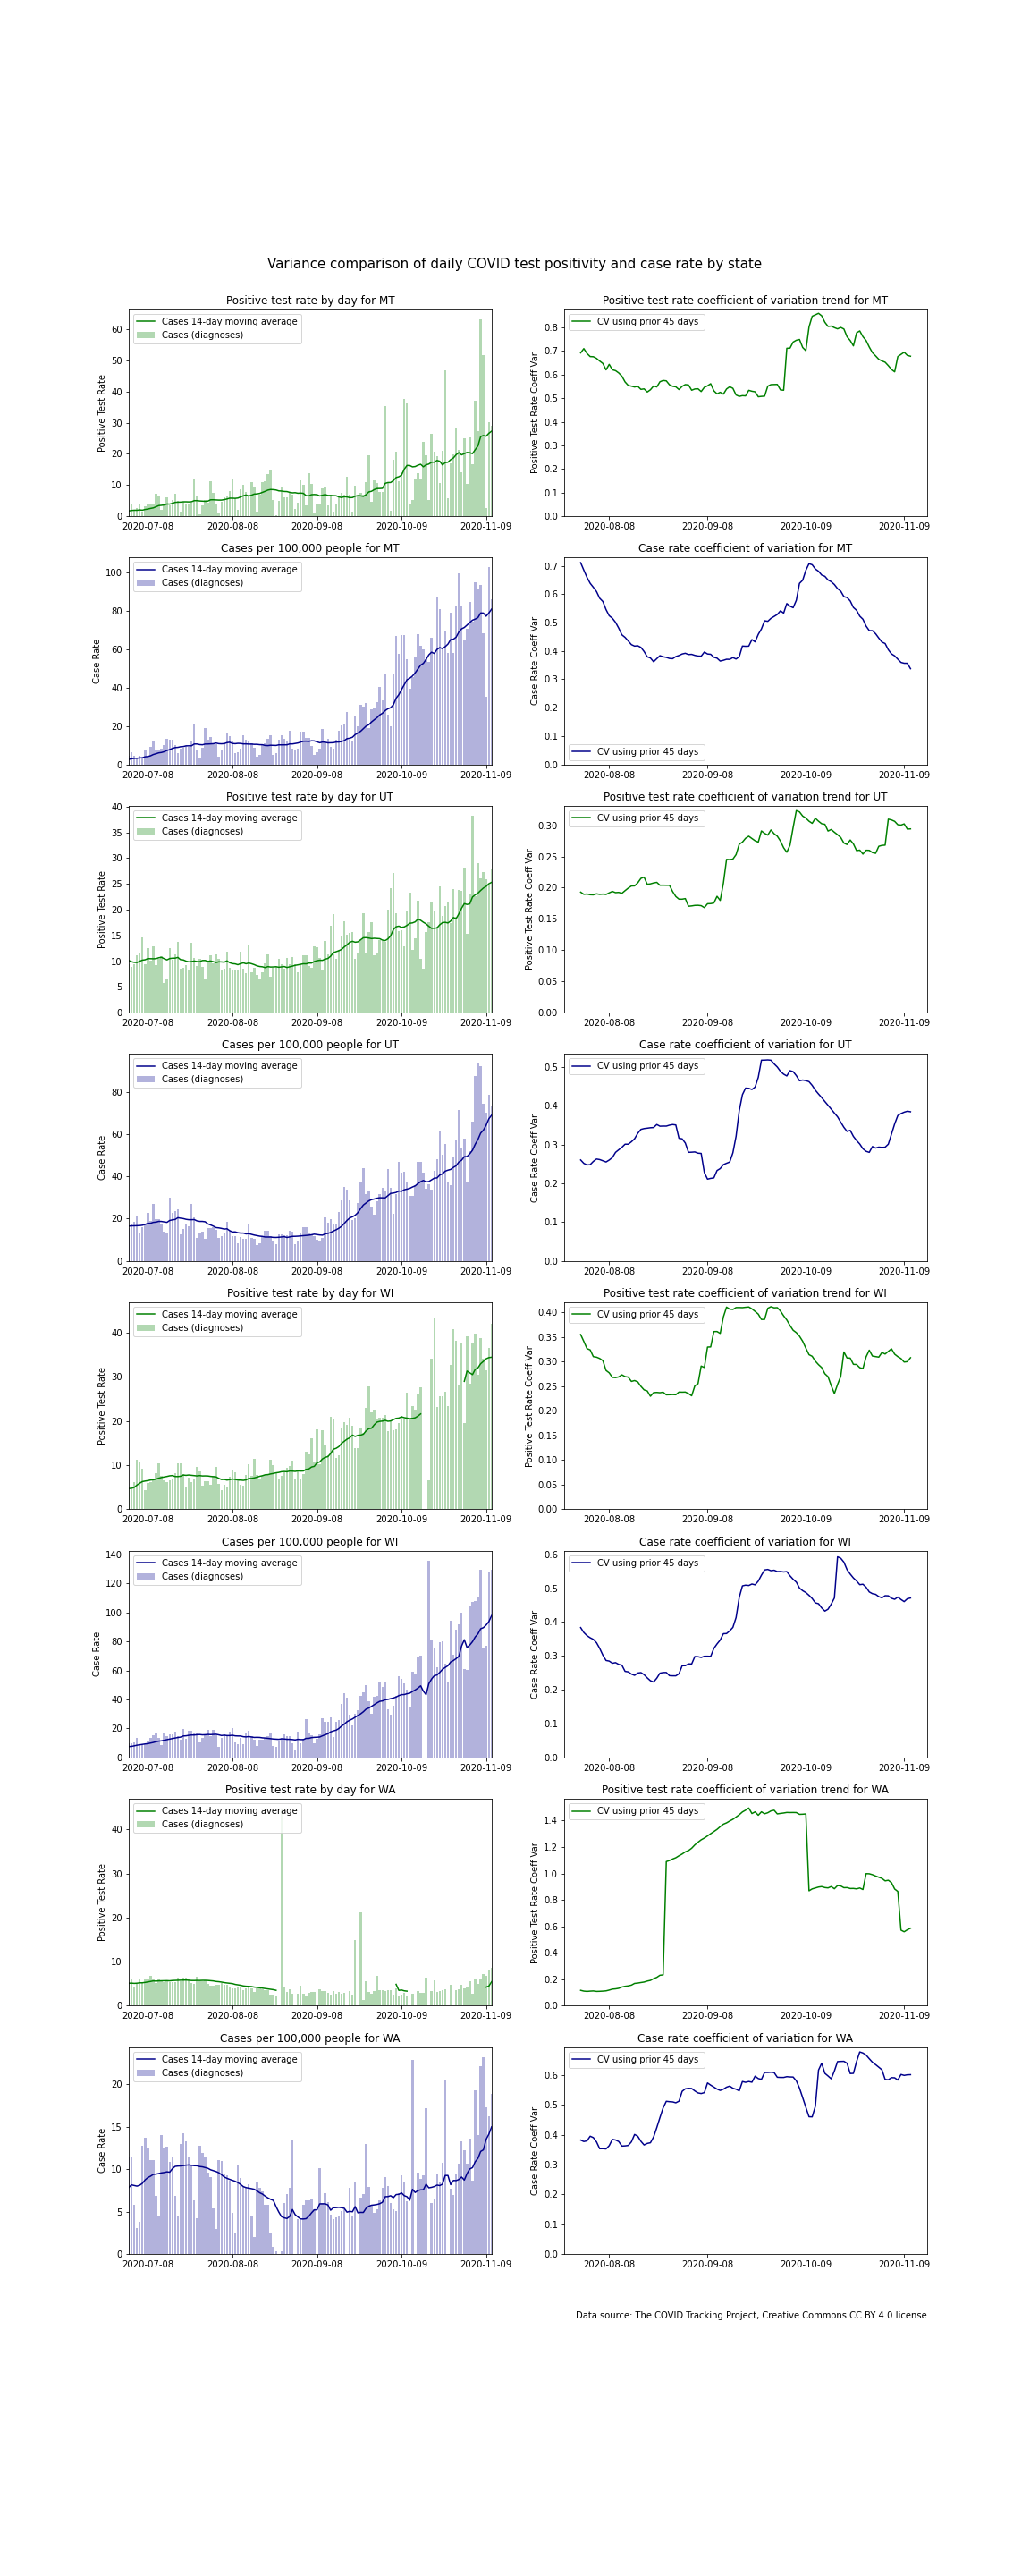 Variance comparison of daily COVID test positivity and case rate by state
Positive test rate by day for MT
Positive Test Rate
60
50
40
30
20
10
0
Cases 14-day moving average
Cases (diagnoses)
2020-07-08 2020-08-08 2020-09-08 2020-10-09 2020-11-09
Positive test rate coefficient of variation trend for MT
Positive Test Rate Coeff Var
0.8
0.7
0.6
0.5
0.4
0.3
0.2
0.1
0.0
CV using prior 45 days
2020-08-08 2020-09-08 2020-10-09 2020-11-09
Cases per 100,000 people for MT
Case Rate
100
80
60
40
20
0
Cases 14-day moving average
Cases (diagnoses)
2020-07-08 2020-08-08 2020-09-08 2020-10-09 2020-11-09
Case rate coefficient of variation for MT
Case Rate Coeff Var
0.7
0.6
0.5
0.4
0.3
0.2
0.1
0.0
CV using prior 45 days
2020-08-08 2020-09-08 2020-10-09 2020-11-09
Positive test rate by day for UT
Positive Test Rate
40
35
30
25
20
15
10
5
0
Cases 14-day moving average
Cases (diagnoses)
2020-07-08 2020-08-08 2020-09-08 2020-10-09 2020-11-09
Positive test rate coefficient of variation trend for UT
Positive Test Rate Coeff Var
0.30
0.25
0.20
0.15
0.10
0.05
0.00
CV using prior 45 days
2020-08-08 2020-09-08 2020-10-09 2020-11-09
Cases per 100,000 people for UT
Case Rate
80
60
40
20
0
Cases 14-day moving average
Cases (diagnoses)
2020-07-08 2020-08-08 2020-09-08 2020-10-09 2020-11-09
Case rate coefficient of variation for UT
Case Rate Coeff Var
0.5
0.4
0.3
0.2
0.1
0.0
CV using prior 45 days
2020-08-08 2020-09-08 2020-10-09 2020-11-09
Positive test rate by day for WI
Positive Test Rate
40
30
20
10
0
Cases 14-day moving average
Cases (diagnoses)
2020-07-08 2020-08-08 2020-09-08 2020-10-09 2020-11-09
Positive test rate coefficient of variation trend for WI
Positive Test Rate Coeff Var
0.40
0.35
0.30
0.25
0.20
0.15
0.10
0.05
0.00
CV using prior 45 days
2020-08-08 2020-09-08 2020-10-09 2020-11-09
Cases per 100,000 people for WI
Case Rate
140
120
100
80
60
40
20
0
Cases 14-day moving average
Cases (diagnoses)
2020-07-08 2020-08-08 2020-09-08 2020-10-09 2020-11-09
Case rate coefficient of variation for WI
Case Rate Coeff Var
0.6
0.5
0.4
0.3
0.2
0.1
0.0
CV using prior 45 days
2020-08-08 2020-09-08 2020-10-09 2020-11-09
Positive test rate by day for WA
Positive Test Rate
40
30
20
10
0
Cases 14-day moving average
Cases (diagnoses)
2020-07-08 2020-08-08 2020-09-08 2020-10-09 2020-11-09
Positive test rate coefficient of variation trend for WA
Positive Test Rate Coeff Var
1.4
1.2
1.0
0.8
0.6
0.4
0.2
0.0
CV using prior 45 days
2020-08-08 2020-09-08 2020-10-09 2020-11-09
Cases per 100,000 people for WA
Case Rate
20
15
10
5
0
Cases 14-day moving average
Cases (diagnoses)
2020-07-08 2020-08-08 2020-09-08 2020-10-09 2020-11-09
Case rate coefficient of variation for WA
Case Rate Coeff Var
0.6
0.5
0.4
0.3
0.2
0.1
0.0
CV using prior 45 days
2020-08-08 2020-09-08 2020-10-09 2020-11-09
Data source: The COVID Tracking Project, Creative Commons CC BY 4.0 license